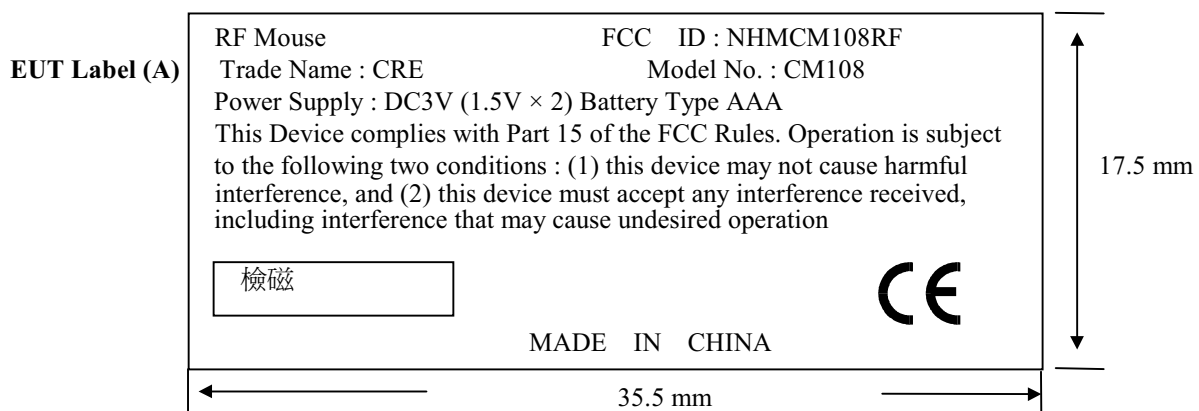 RF Mouse FCC ID : NHMCM108RF
EUT Label (A) Trade Name : CRE Model No. : CM108
Power Supply : DC3V (1.5V × 2) Battery Type AAA
This Device complies with Part 15 of the FCC Rules. Operation is subject
to the following two conditions : (1) this device may not cause harmful
17.5 mm
interference, and (2) this device must accept any interference received,
including interference that may cause undesired operation
檢磁
CE
MADE IN CHINA
35.5 mm